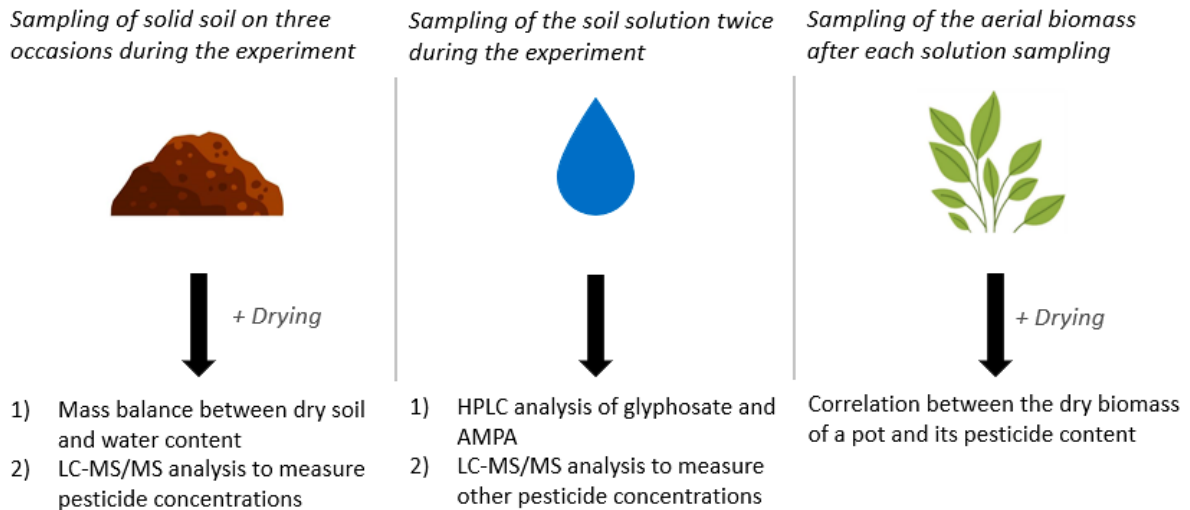 Sampling of solid soil on three
occasions during the experiment
+ Drying
1) Mass balance between dry soil
and water content
2) LC-MS/MS analysis to measure
pesticide concentrations
Sampling of the soil solution twice
during the experiment
1) HPLC analysis of glyphosate and
AMPA
2) LC-MS/MS analysis to measure
other pesticide concentrations
Sampling of the aerial biomass
after each solution sampling
+ Drying
Correlation between the dry biomass
of a pot and its pesticide content